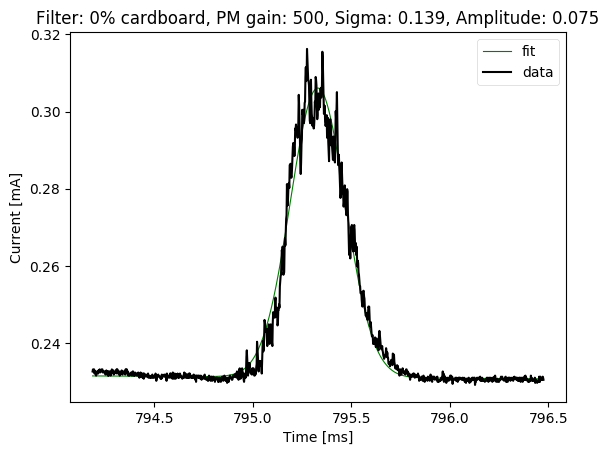 Filter: 0% cardboard, PM gain: 500, Sigma: 0.139, Amplitude: 0.075
fit
data
Current [mA]
0.32
0.30
0.28
0.26
0.24
794.5 795.0 795.5 796.0 796.5
Time [ms]